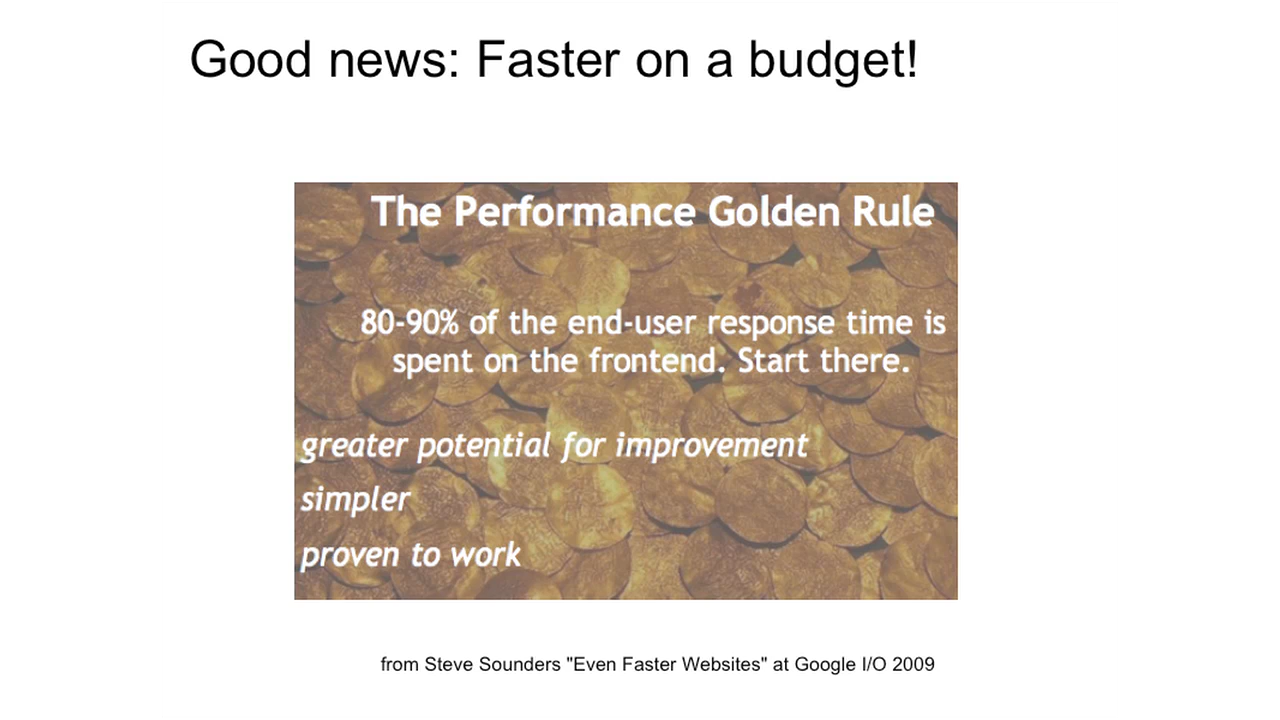 Good news: Faster on a budget!
The Performance Golden Rule
80-90% of the end-user response time is
spent on the frontend. Start there.
greater potential for improvement
simpler
proven to work
from Steve Sounders "Even Faster Websites" at Google I/O 2009